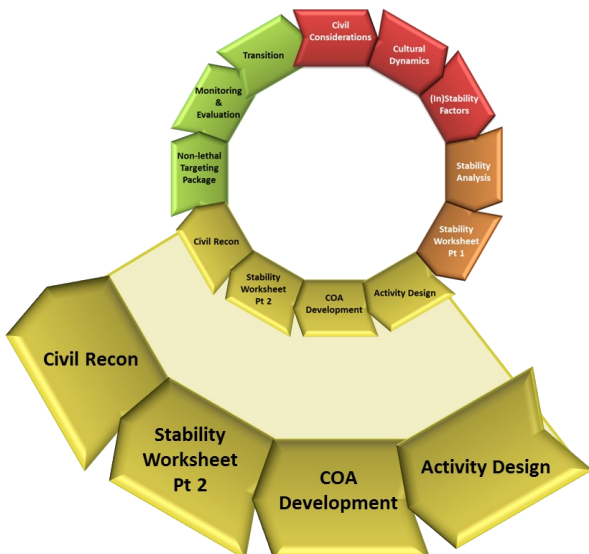 Civil
Considerations
Cultural
Dynamics
(In)Stability
Factors
Stability
Analysis
Stability
Worksheet
Pt 1
Activity Design
COA
Development
Stability
Worksheet
Pt 2
Civil Recon
Non-lethal
Targeting
Package
Monitoring
&
Evaluation
Transition
Civil Recon
Stability
Worksheet
Pt 2
COA
Development
Activity Design